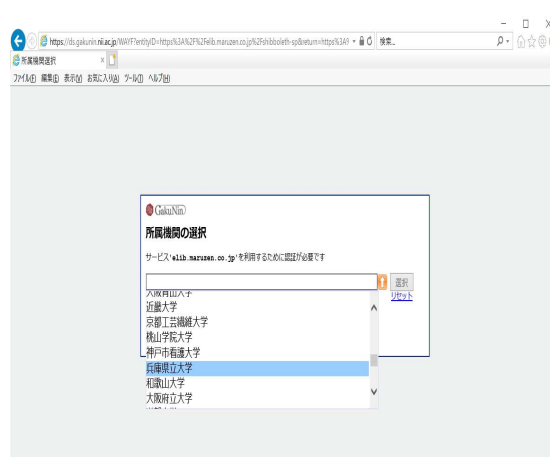 https://ds.gakunin.nii.ac.jp/WAYF?entityID=https%3A%2F%2Felib.maruzen.co.jp%2Fshibboleth-sp&return=https%3A9
検索...
所属機関選択
ファイル(F) 編集(E) 表示(V) お気に入り(A) ツール(T) ヘルプ(H)
GakuNin
所属機関の選択
サービス'elib.maruzen.co.jp'を利用するために認証が必要です
選択
リセット
近畿大学
京都工芸繊維大学
桃山学院大学
神戸市看護大学
兵庫県立大学
和歌山大学
大阪府立大学